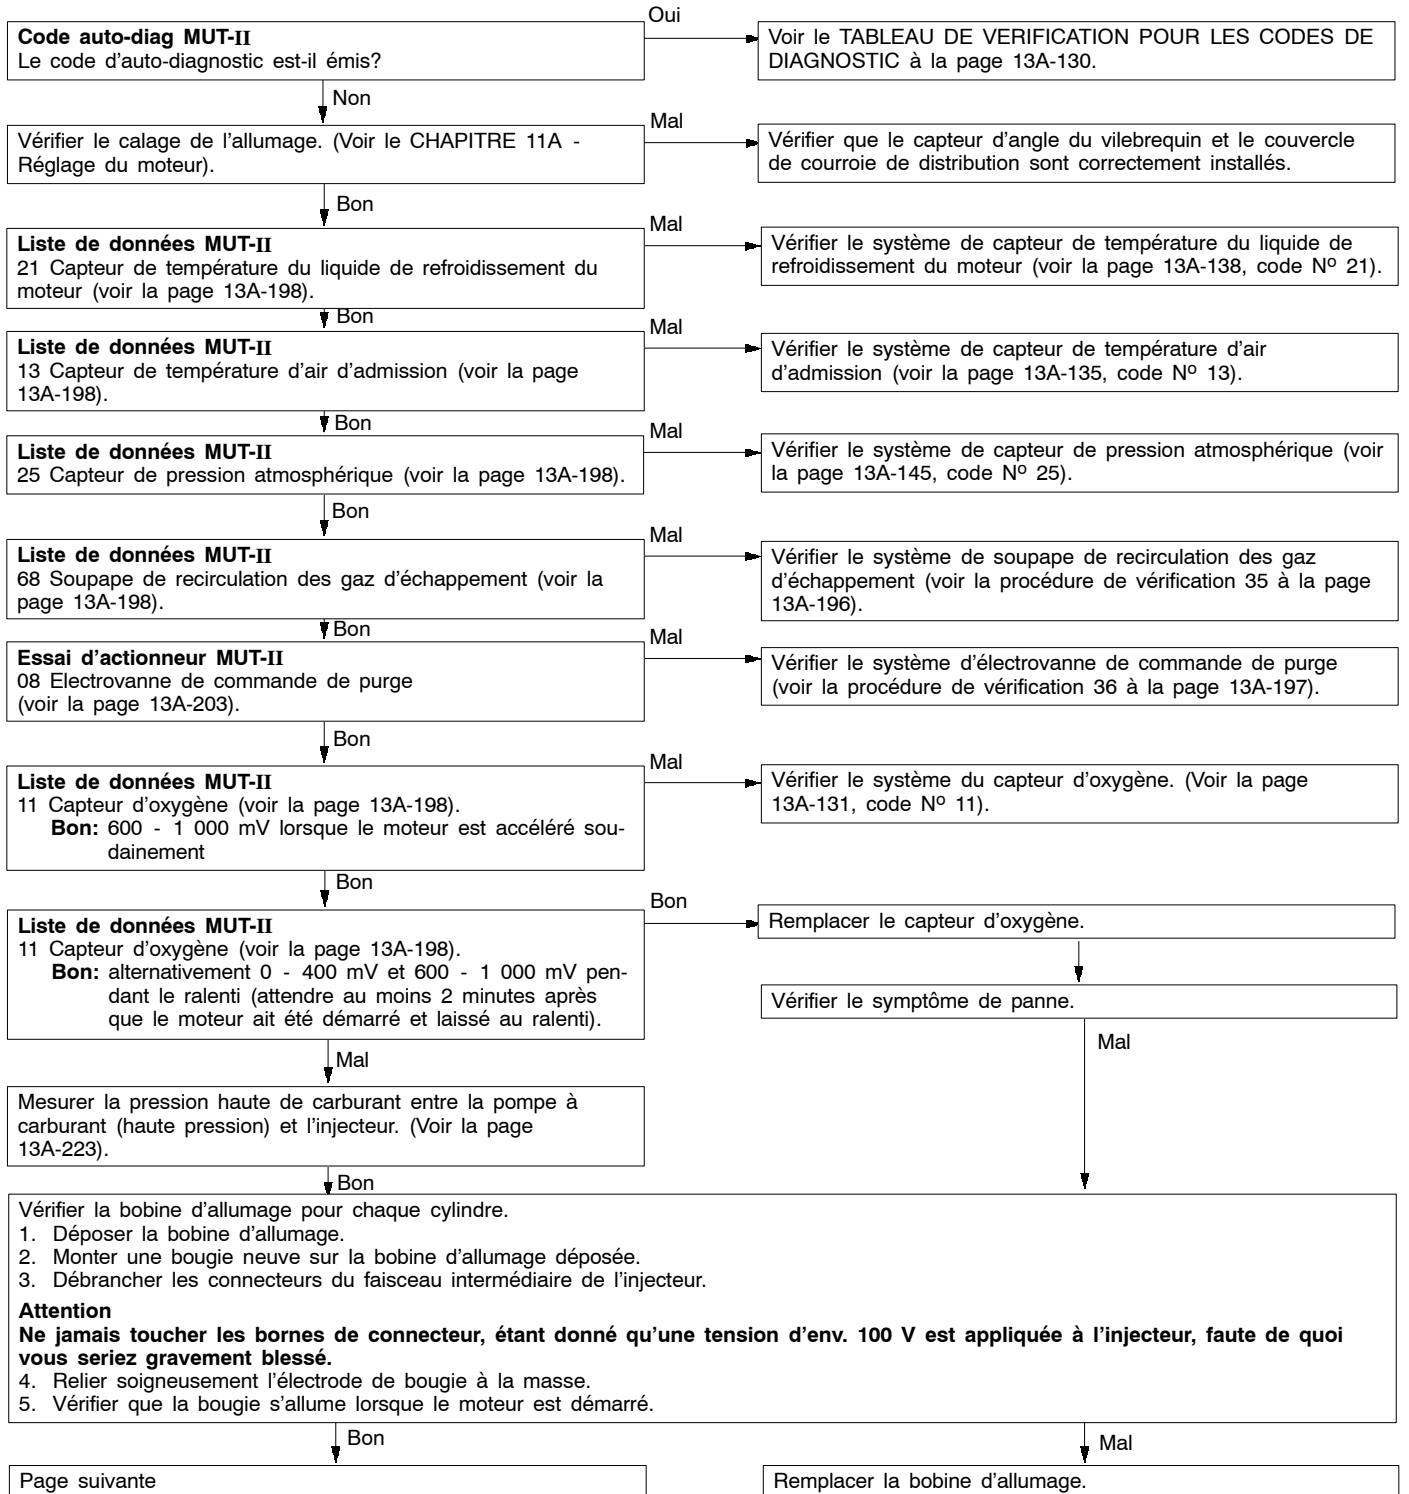 Code auto-diag MUT-II
Le code d'auto-diagnostic est-il émis?
Oui
Voir le TABLEAU DE VERIFICATION POUR LES CODES DE
DIAGNOSTIC à la page 13A-130.
Non
Vérifier le calage de l'allumage. (Voir le CHAPITRE 11A -
Réglage du moteur).
Mal
Vérifier que le capteur d'angle du vilebrequin et le couvercle
de courroie de distribution sont correctement installés.
Bon
Liste de données MUT-II
21 Capteur de température du liquide de refroidissement du
moteur (voir la page 13A-198).
Mal
Vérifier le système de capteur de température du liquide de
refroidissement du moteur (voir la page 13A-138, code Nº 21).
Bon
Liste de données MUT-II
13 Capteur de température d'air d'admission (voir la page
13A-198).
Mal
Vérifier le système de capteur de température d'air
d'admission (voir la page 13A-135, code Nº 13).
Bon
Liste de données MUT-II
25 Capteur de pression atmosphérique (voir la page 13A-198).
Mal
Vérifier le système de capteur de pression atmosphérique (voir
la page 13A-145, code Nº 25).
Bon
Liste de données MUT-II
68 Soupape de recirculation des gaz d'échappement (voir la
page 13A-198).
Mal
Vérifier le système de soupape de recirculation des gaz
d'échappement (voir la procédure de vérification 35 à la page
13A-196).
Bon
Essai d'actionneur MUT-II
08 Electrovanne de commande de purge
(voir la page 13A-203).
Mal
Vérifier le système d'électrovanne de commande de purge
(voir la procédure de vérification 36 à la page 13A-197).
Bon
Liste de données MUT-II
11 Capteur d'oxygène (voir la page 13A-198).
Bon: 600 - 1 000 mV lorsque le moteur est accéléré sou-
dainement
Mal
Vérifier le système du capteur d'oxygène. (Voir la page
13A-131, code Nº 11).
Bon
Liste de données MUT-II
11 Capteur d'oxygène (voir la page 13A-198).
Bon: alternativement 0 - 400 mV et 600 - 1 000 mV pen-
dant le ralenti (attendre au moins 2 minutes après
que le moteur ait été démarré et laissé au ralenti).
Bon
Remplacer le capteur d'oxygène.
Vérifier le symptôme de panne.
Mal
Mal
Mesurer la pression haute de carburant entre la pompe à
carburant (haute pression) et l'injecteur. (Voir la page
13A-223).
Bon
Vérifier la bobine d'allumage pour chaque cylindre.
1. Déposer la bobine d'allumage.
2. Monter une bougie neuve sur la bobine d'allumage déposée.
3. Débrancher les connecteurs du faisceau intermédiaire de l'injecteur.
Attention
Ne jamais toucher les bornes de connecteur, étant donné qu'une tension d'env. 100 V est appliquée à l'injecteur, faute de quoi
vous seriez gravement blessé.
4. Relier soigneusement l'électrode de bougie à la masse.
5. Vérifier que la bougie s'allume lorsque le moteur est démarré.
Bon
Mal
Page suivante
Remplacer la bobine d'allumage.